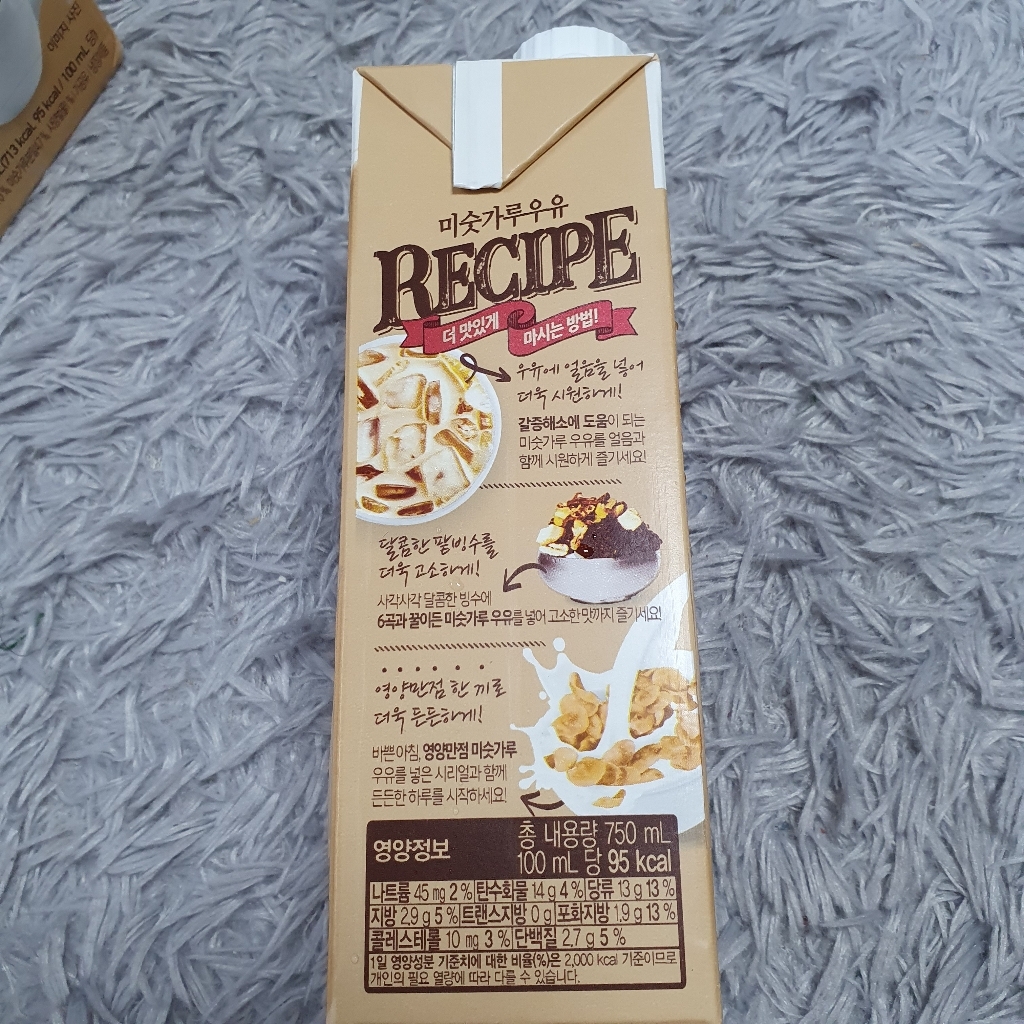 이미지 사진
713 kcal, 95 kcal / 100 mL 당
미숫가루우유
RECIPE
더 맛있게 마시는 방법!
우유에 얼음을 넣어
더욱 시원하게!
갈증해소에 도움이 되는
미숫가루 우유를 얼음과
함께 시원하게 즐기세요!
달콤한 팥빙수를
더욱 고소하게!
사각사각 달콤한 빙수에
6곡과 꿀이든 미숫가루 우유를 넣어 고소한 맛까지 즐기세요!
영양만점 한 끼로
더욱 든든하게!
바쁜 아침, 영양만점 미숫가루
우유를 넣은 시리얼과 함께
든든한 하루를 시작하세요!
영양정보
총 내용량 750 mL
100 mL 당 95 kcal
나트륨 45 mg 2 % 탄수화물 14 g 4 % 당류 13 g 13 %
지방 2.9 g 5 % 트랜스지방 0 g 포화지방 1.9 g 13 %
콜레스테롤 10 mg 3 % 단백질 2.7 g 5 %
1일 영양성분 기준치에 대한 비율(%)은 2,000 kcal 기준이므로
개인의 필요 열량에 따라 다를 수 있습니다.